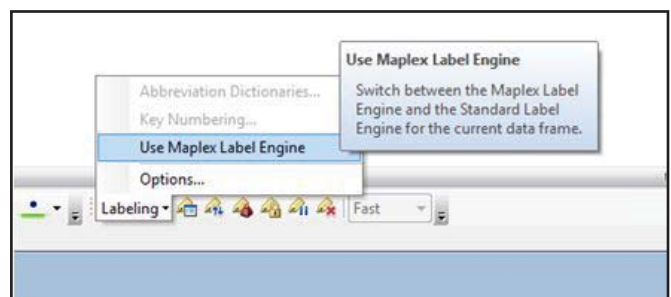 Use Maplex Label Engine
Switch between the Maplex Label
Engine and the Standard Label
Engine for the current data frame.
Abbreviation Dictionaries...
Key Numbering...
Use Maplex Label Engine
Options...
Labeling
Fast